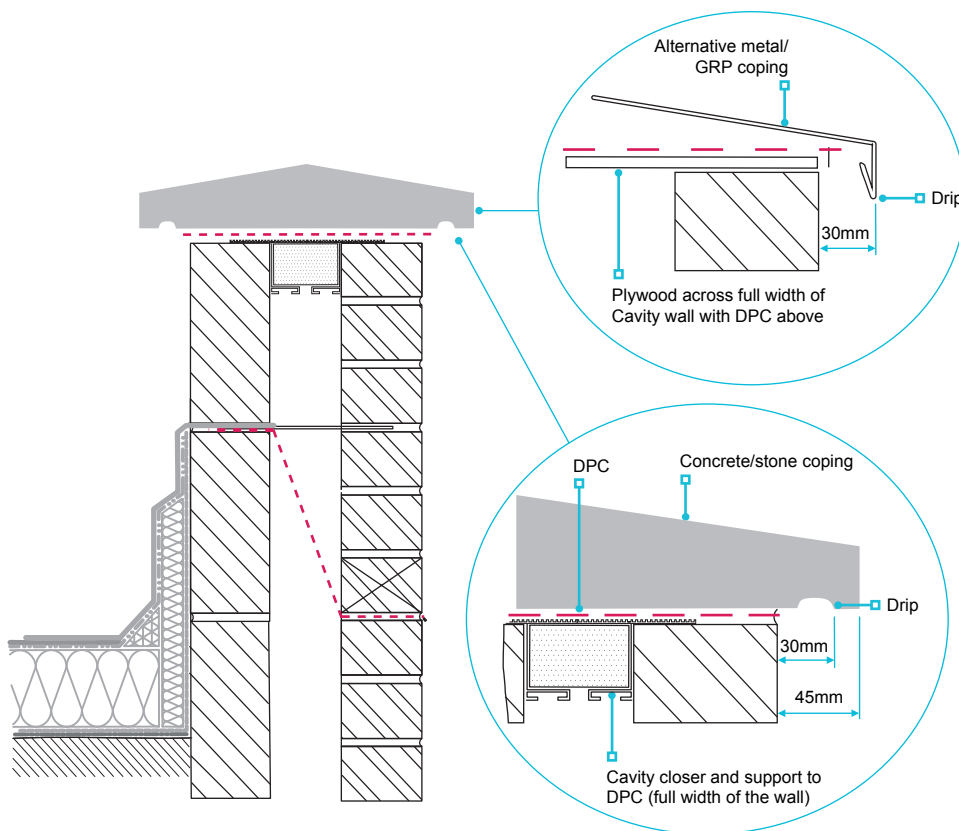 Alternative metal/
GRP coping
Drip
30mm
Plywood across full width of
Cavity wall with DPC above
DPC
Concrete/stone coping
Drip
30mm
45mm
Cavity closer and support to
DPC (full width of the wall)